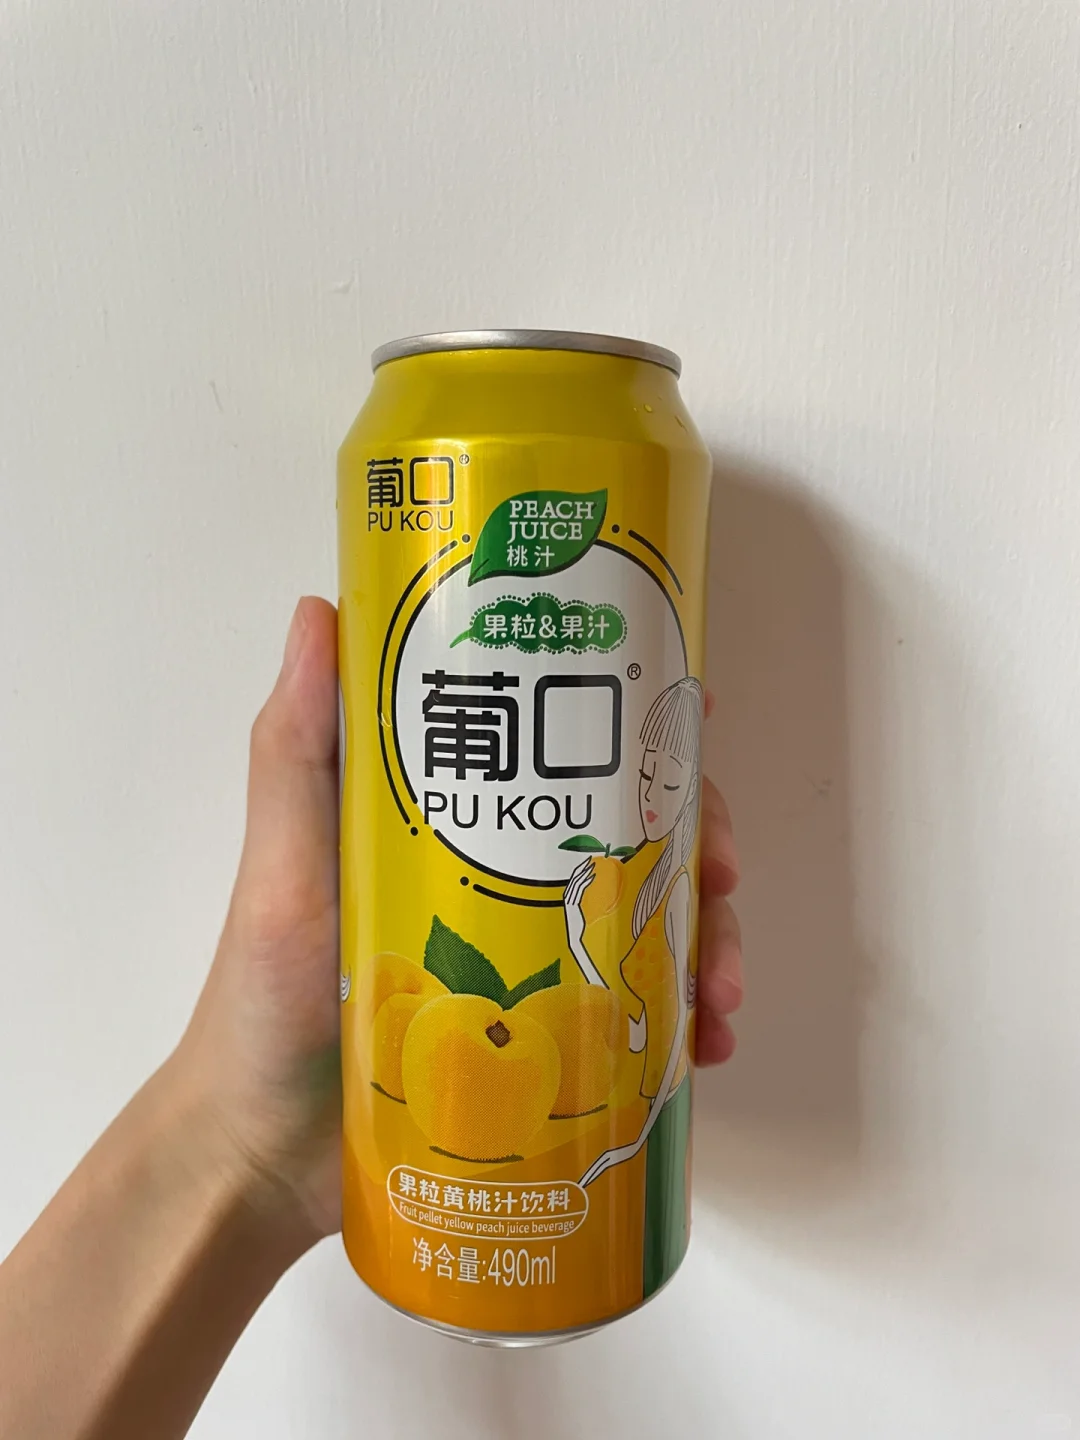 葡口®
PU KOU
PEACH
JUICE
桃汁
果粒&果汁
葡口®
PU KOU
果粒黄桃汁饮料
Fruit pellet yellow peach juice beverage
净含量:490ml